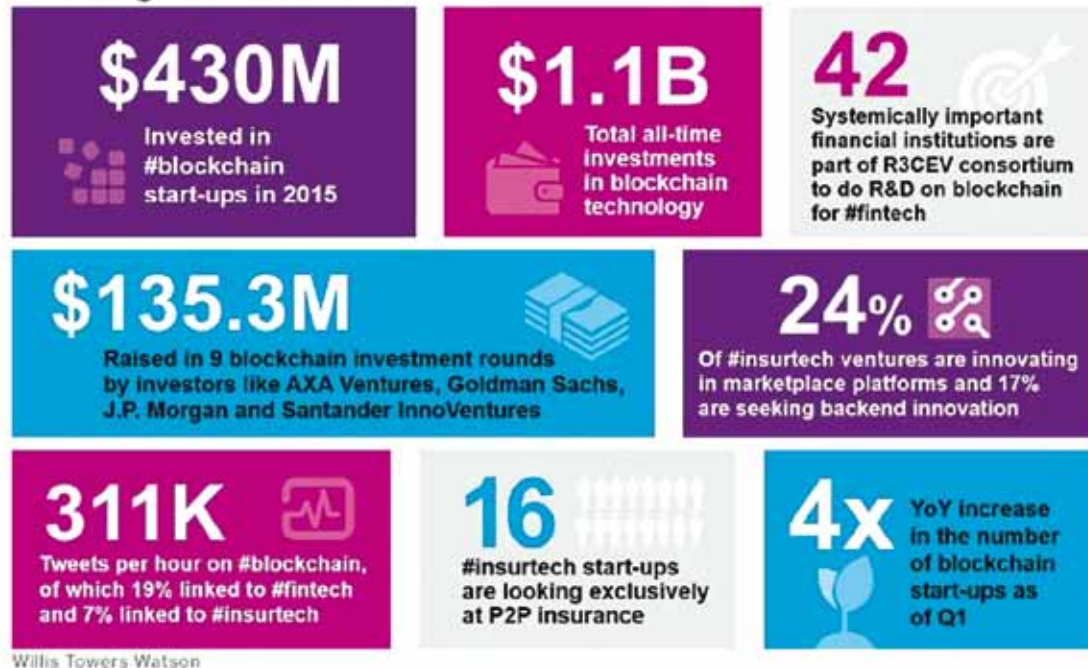 $430M
Invested in
#blockchain
start-ups in 2015
$1.1B
Total all-time
investments
in blockchain
technology
42
Systemically important
financial institutions are
part of R3CEV consortium
to do R&D on blockchain
for #fintech
$135.3M
Raised in 9 blockchain investment rounds
by investors like AXA Ventures, Goldman Sachs,
J.P. Morgan and Santander InnoVentures
24%
Of #insurtech ventures are innovating
in marketplace platforms and 17%
are seeking backend innovation
311K
Tweets per hour on #blockchain,
of which 19% linked to #fintech
and 7% linked to #insurtech
16
#insurtech start-ups
are looking exclusively
at P2P insurance
4x
YoY increase
in the number
of blockchain
start-ups as
of Q1
Willis Towers Watson